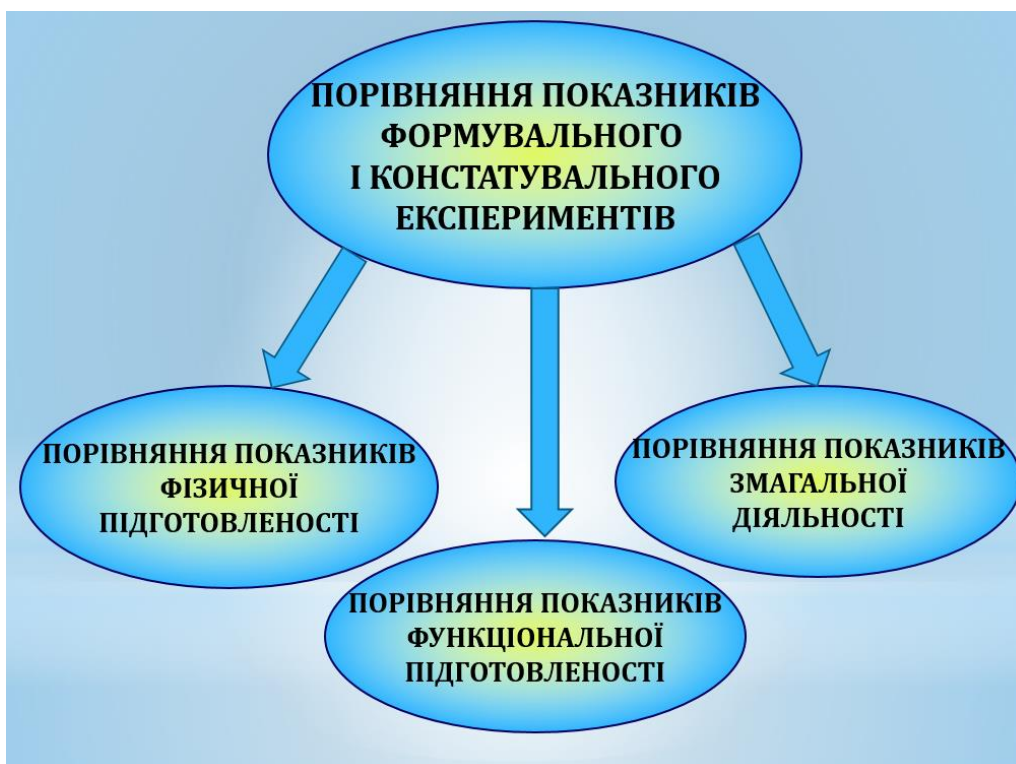 ПОРІВНЯННЯ ПОКАЗНИКІВ
ФОРМУВАЛЬНОГО
І КОНСТАТУВАЛЬНОГО
ЕКСПЕРИМЕНТІВ
ПОРІВНЯННЯ ПОКАЗНИКІВ
ФІЗИЧНОЇ
ПІДГОТОВЛЕНОСТІ
ПОРІВНЯННЯ ПОКАЗНИКІВ
ФУНКЦІОНАЛЬНОЇ
ПІДГОТОВЛЕНОСТІ
ПОРІВНЯННЯ ПОКАЗНИКІВ
ЗМАГАЛЬНОЇ
ДІЯЛЬНОСТІ